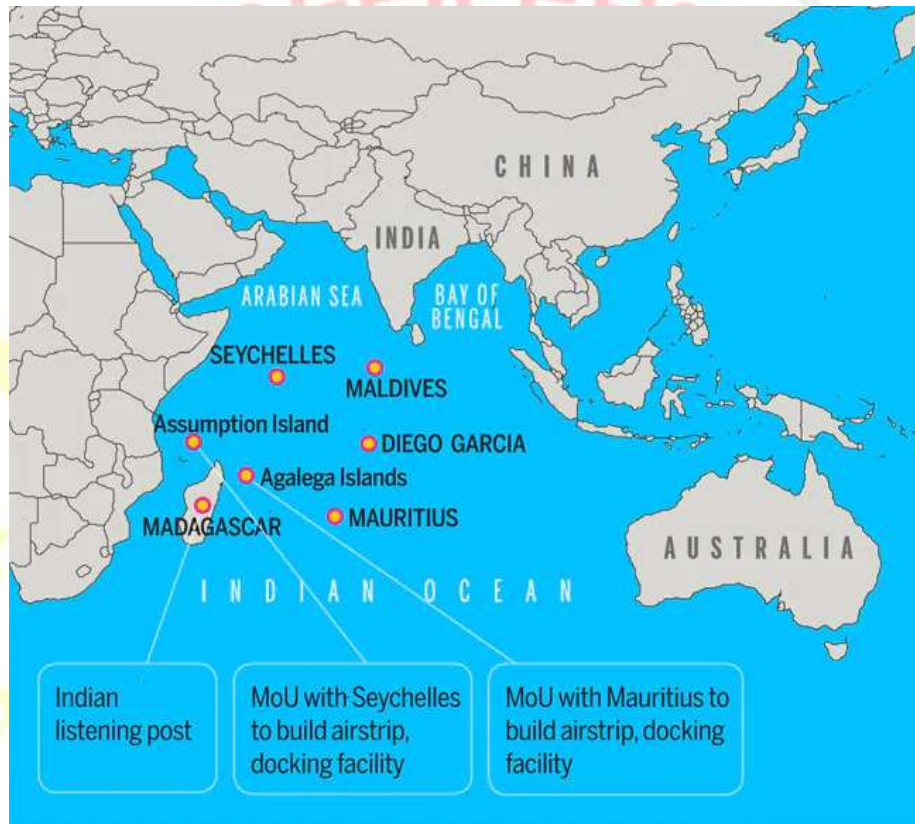 CHINA
INDIA
ARABIAN SEA
BAY OF
BENGAL
SEYCHELLES
MALDIVES
Assumption Island
DIEGO GARCIA
Agalega Islands
MADAGASCAR
MAURITIUS
AUSTRALIA
INDIAN OCEAN
Indian
listening post
MoU with Seychelles
to build airstrip,
docking facility
MoU with Mauritius to
build airstrip, docking
facility